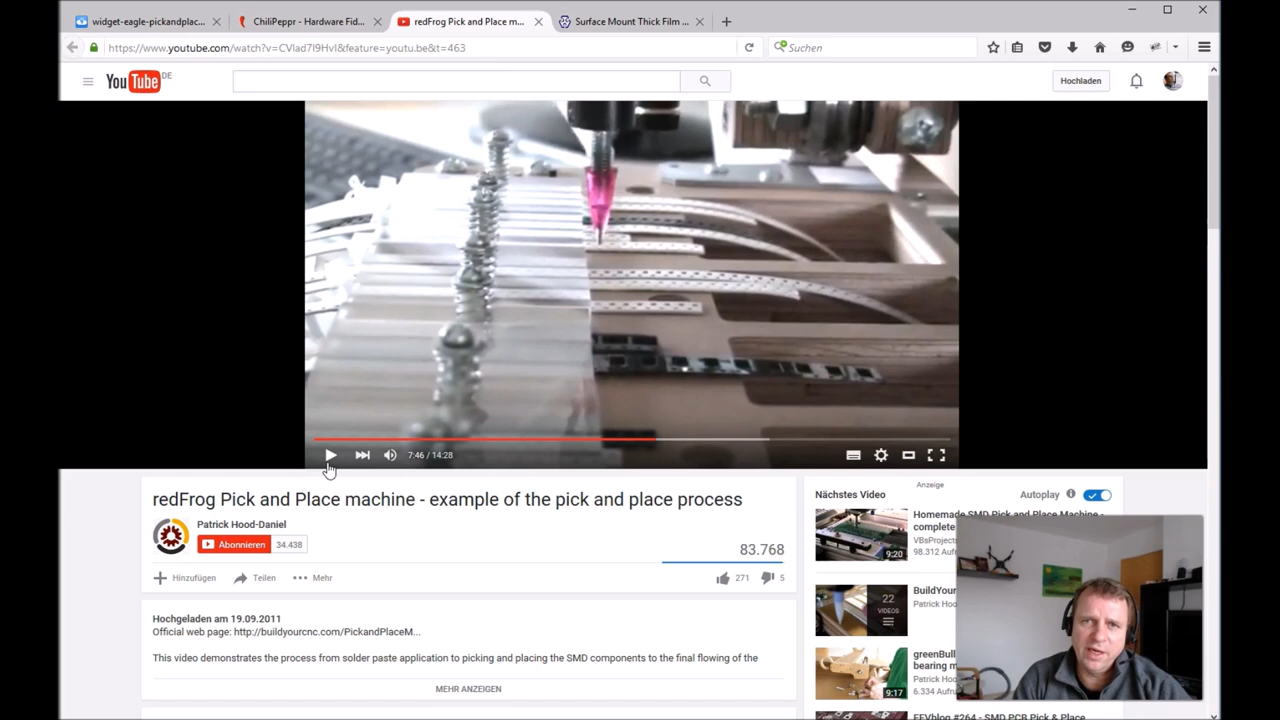 widget-eagle-pickandplac...
ChiliPeppr - Hardware Fid...
redFrog Pick and Place m...
Surface Mount Thick Film ...
https://www.youtube.com/watch?v=CVlad7I9HvI&feature=youtu.be&t=463
Suchen
YouTube DE
Hochladen
7:46 / 14:28
redFrog Pick and Place machine - example of the pick and place process
Patrick Hood-Daniel
Abonnieren 34.438
83.768
Hinzufügen Teilen Mehr
271 5
Hochgeladen am 19.09.2011
Official web page: http://buildyourcnc.com/PickandPlaceM...
This video demonstrates the process from solder paste application to picking and placing the SMD components to the final flowing of the
MEHR ANZEIGEN
Anzeige
Nächstes Video
Autoplay
Homemade SMD Pick and Place Machine -
complete
VBsProjects
98.312 Aufr
9:20
BuildYour
Patrick Hood
22
VIDEOS
greenBull
bearing m
Patrick Hood
6.334 Aufr
9:17
EEVblog #264 - SMD PCB Pick & Place